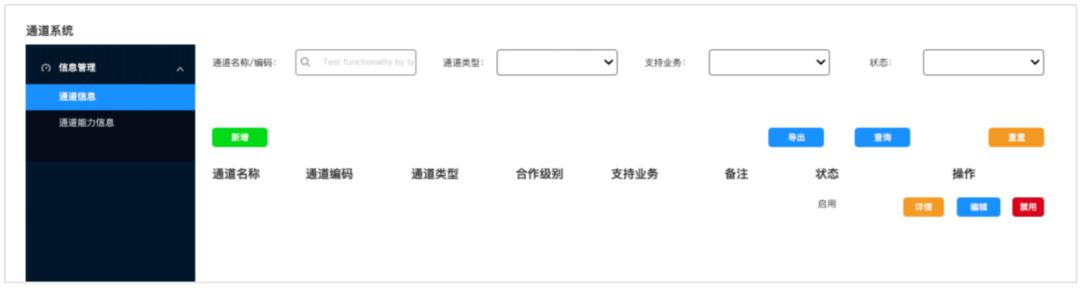 通道系统
信息管理
通道信息
通道能力信息
通道名称/编码: Test functionality by ty 通道类型: 支持业务: 状态:
新增 导出 查询 重置
通道名称 通道编码 通道类型 合作级别 支持业务 备注 状态 操作
启用 详情 编辑 禁用